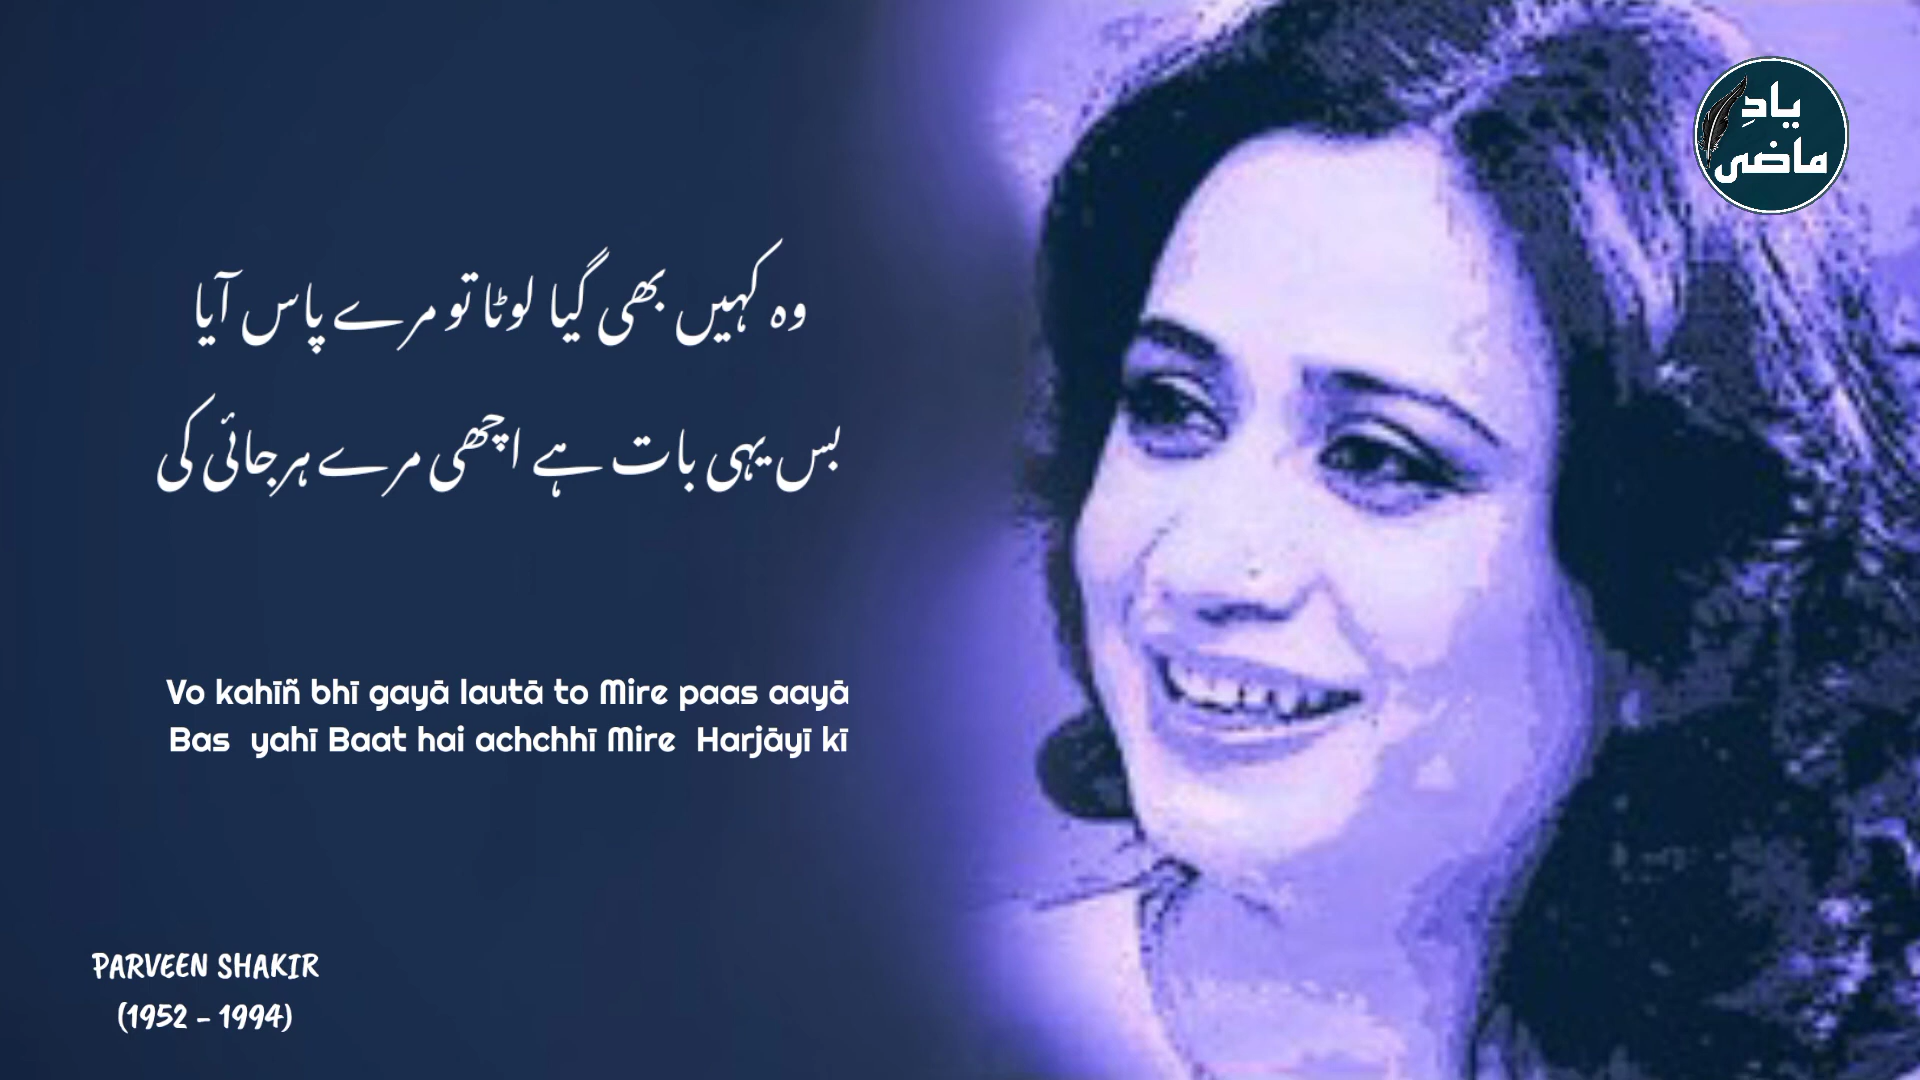 یادِ
ماضی
وہ کہیں بھی گیا لوٹا تو مرے پاس آیا
بس یہی بات ہے اچھی مرے ہرجائی کی
Vo kahīñ bhī gayā lautā to Mire paas aayā
Bas yahī Baat hai achchhī Mire Harjāyī kī
PARVEEN SHAKIR
(1952 - 1994)